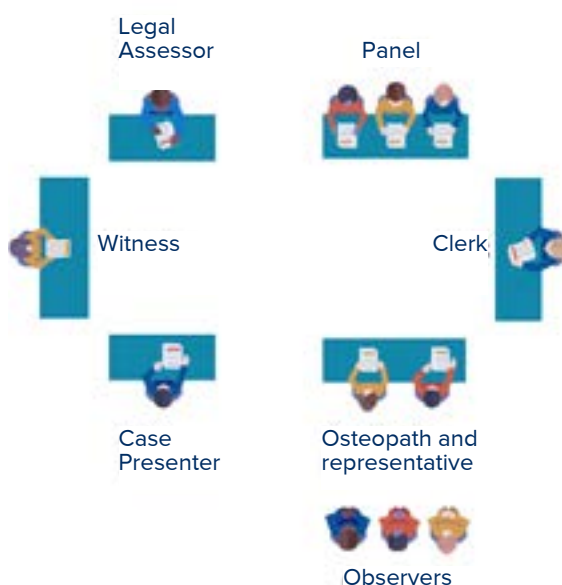 Legal
Assessor
Panel
Witness
Clerk
Case
Presenter
Osteopath and
representative
Observers